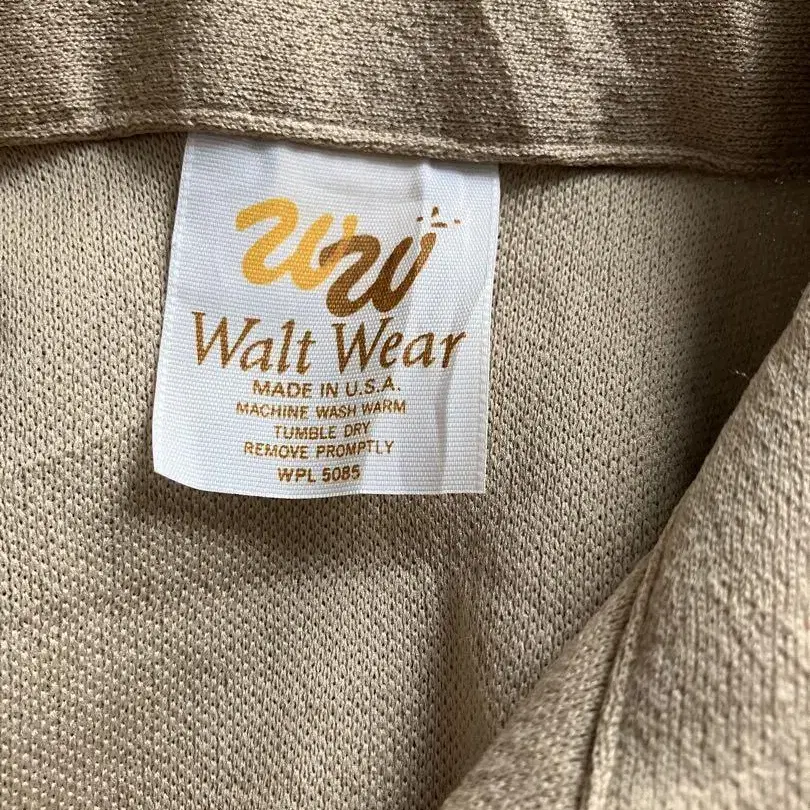 ww
Walt Wear
MADE IN U.S.A.
MACHINE WASH WARM
TUMBLE DRY
REMOVE PROMPTLY
WPL 5085